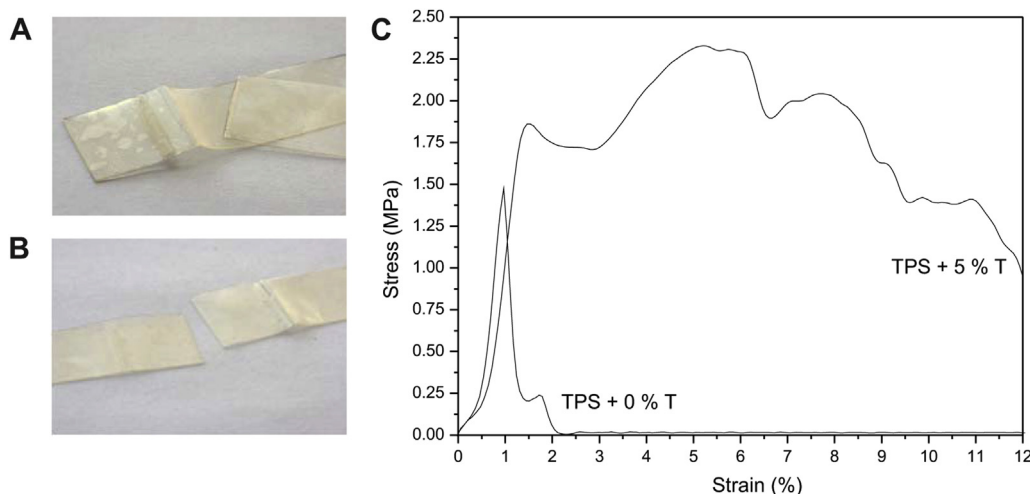 A
B
C
Stress (MPa)
2.50
2.25
2.00
1.75
1.50
1.25
1.00
0.75
0.50
0.25
0.00
TPS + 5 % T
TPS + 0 % T
0 1 2 3 4 5 6 7 8 9 10 11 12
Strain (%)